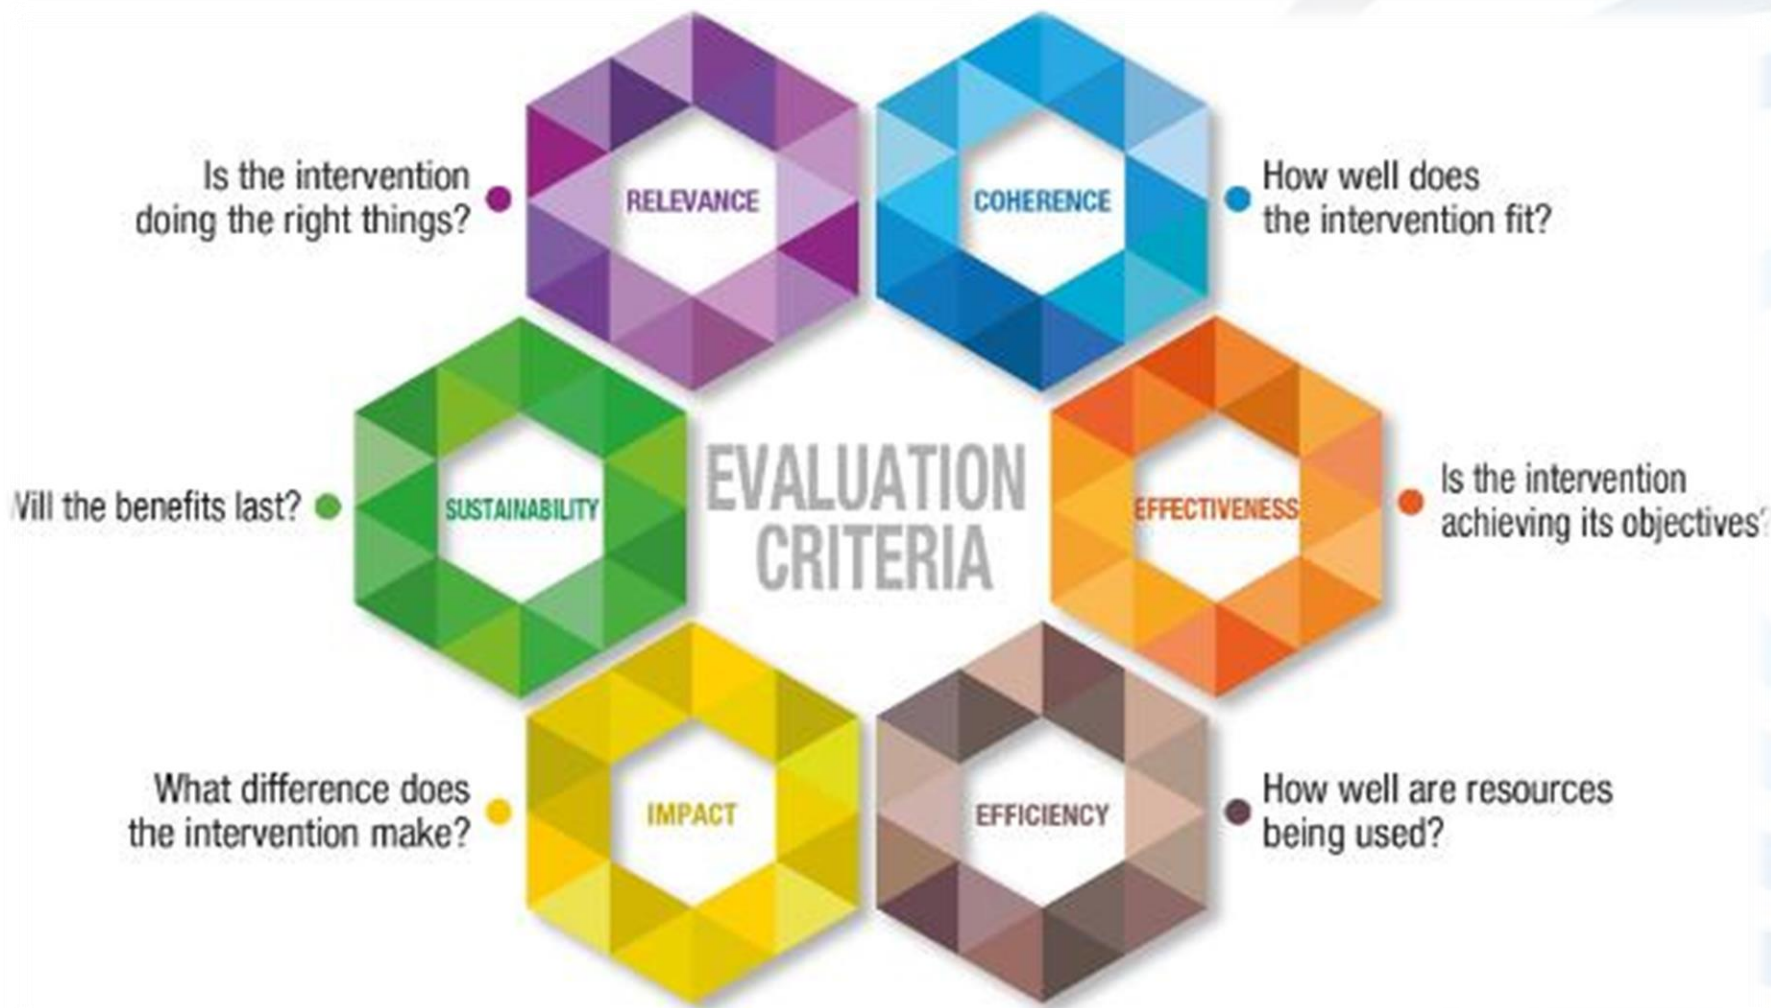 Is the intervention
doing the right things?
RELEVANCE
COHERENCE
How well does
the intervention fit?
Vill the benefits last?
SUSTAINABILITY
EVALUATION
CRITERIA
EFFECTIVENESS
Is the intervention
achieving its objectives?
What difference does
the intervention make?
IMPACT
EFFICIENCY
How well are resources
being used?